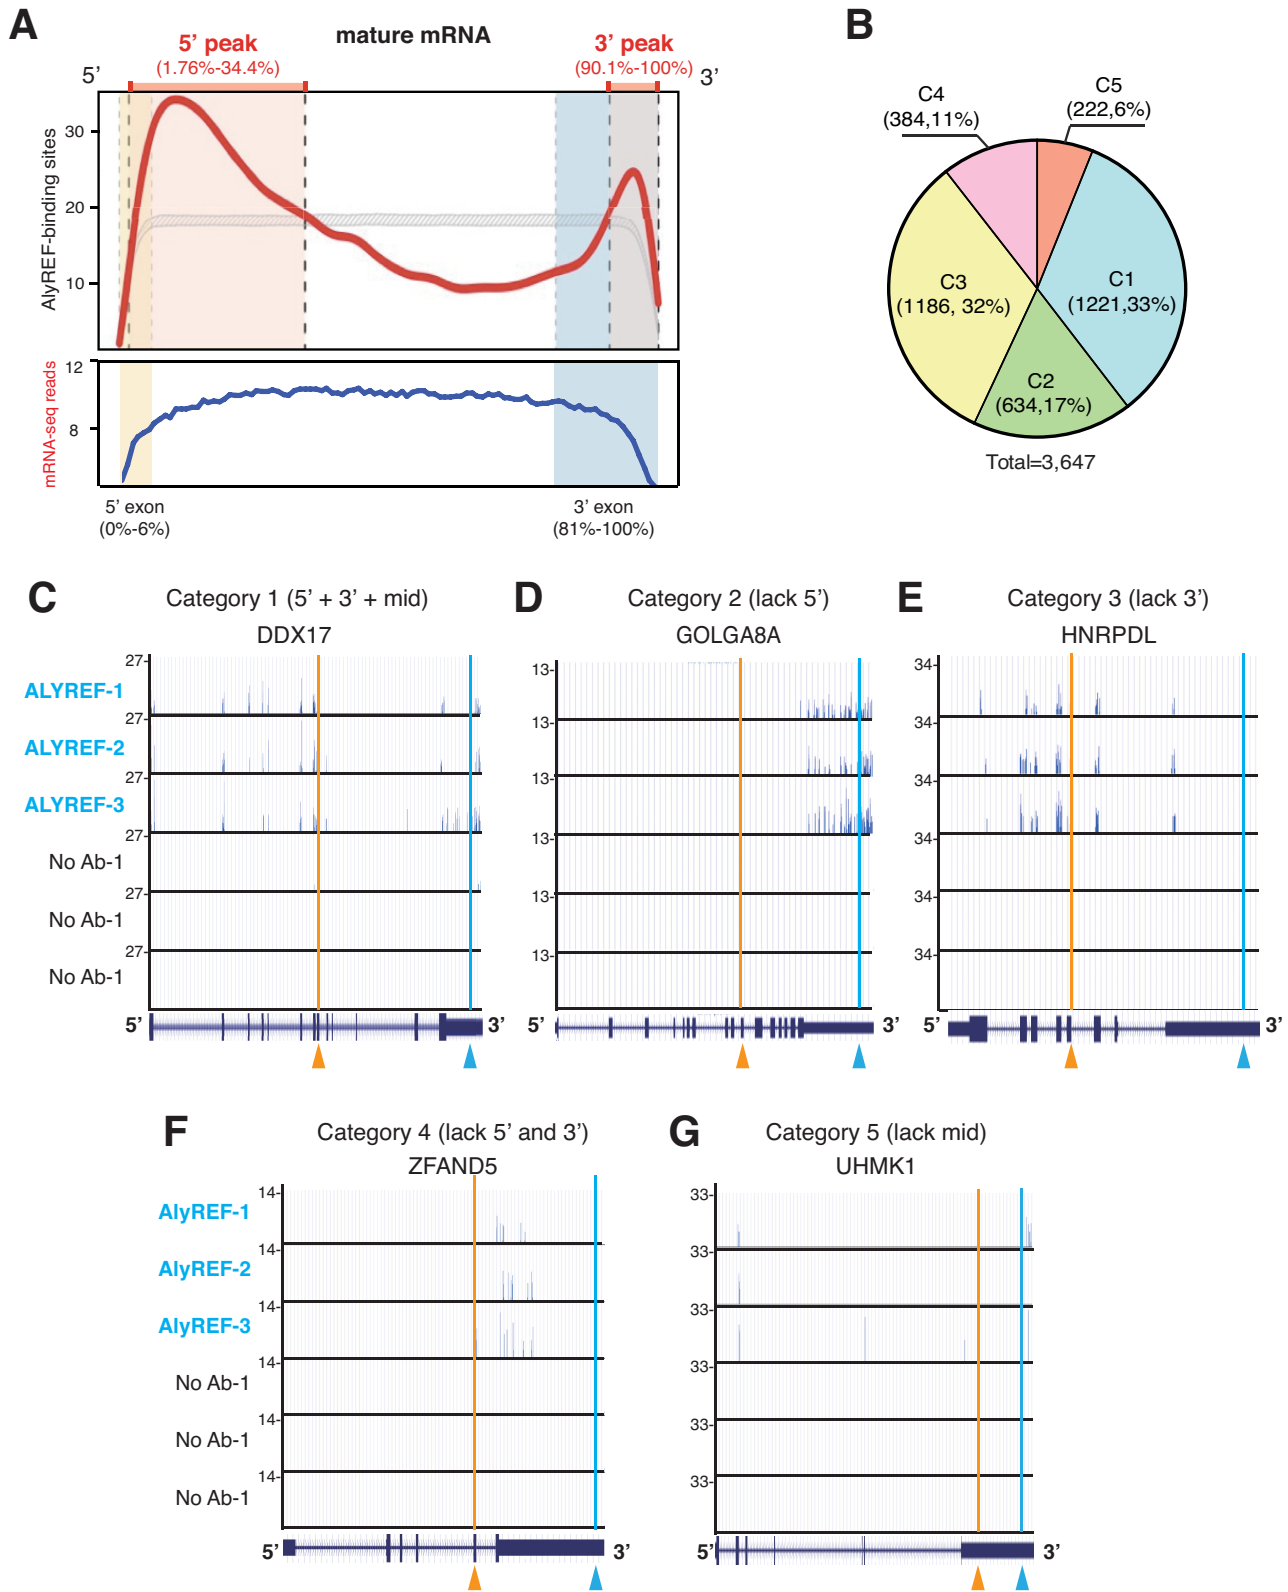 A
mature mRNA
5’ peak
(1.76%-34.4%)
3’ peak
(90.1%-100%)
5’
3’
AlyREF-binding sites
30
20
10
mRNA-seq reads
12
8
5’ exon
(0%-6%)
3’ exon
(81%-100%)
B
C4
(384,11%)
C5
(222,6%)
C3
(1186, 32%)
C1
(1221,33%)
C2
(634,17%)
Total=3,647
C
Category 1 (5’ + 3’ + mid)
DDX17
27-
ALYREF-1
27-
ALYREF-2
27-
ALYREF-3
27-
No Ab-1
27-
No Ab-1
27-
No Ab-1
5’
3’
D
Category 2 (lack 5’)
GOLGA8A
13-
13-
13-
13-
13-
13-
5’
3’
E
Category 3 (lack 3’)
HNRPDL
34-
34-
34-
34-
34-
34-
5’
3’
F
Category 4 (lack 5’ and 3’)
ZFAND5
14-
AlyREF-1
14-
AlyREF-2
14-
AlyREF-3
14-
No Ab-1
14-
No Ab-1
14-
No Ab-1
5’
3’
G
Category 5 (lack mid)
UHMK1
33-
33-
33-
33-
33-
33-
5’
3’